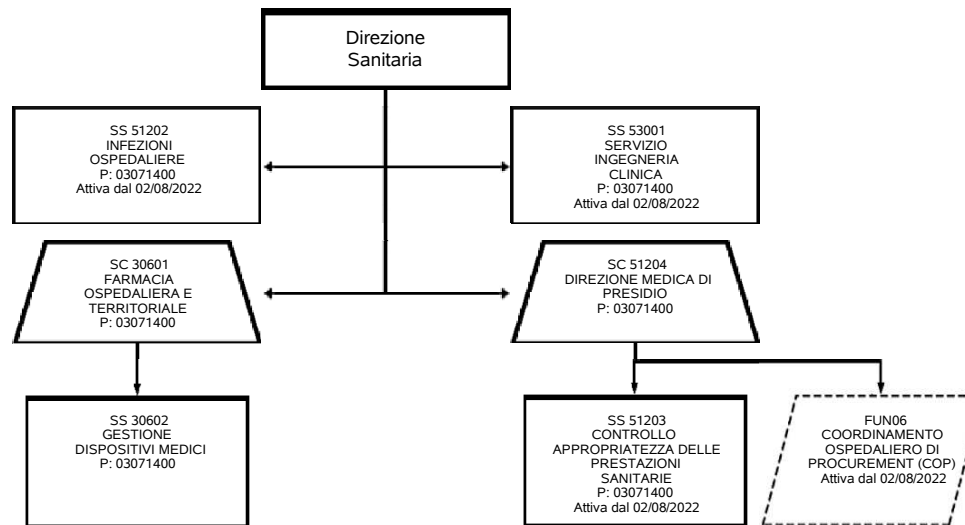 Direzione
Sanitaria
SS 51202
INFEZIONI
OSPEDALIERE
P: 03071400
Attiva dal 02/08/2022
SS 53001
SERVIZIO
INGEGNERIA
CLINICA
P: 03071400
Attiva dal 02/08/2022
SC 30601
FARMACIA
OSPEDALIERA E
TERRITORIALE
P: 03071400
SC 51204
DIREZIONE MEDICA DI
PRESIDIO
P: 03071400
SS 30602
GESTIONE
DISPOSITIVI MEDICI
P: 03071400
SS 51203
CONTROLLO
APPROPRIATEZZA DELLE
PRESTAZIONI
SANITARIE
P: 03071400
Attiva dal 02/08/2022
FUN06
COORDINAMENTO
OSPEDALIERO DI
PROCUREMENT (COP)
Attiva dal 02/08/2022